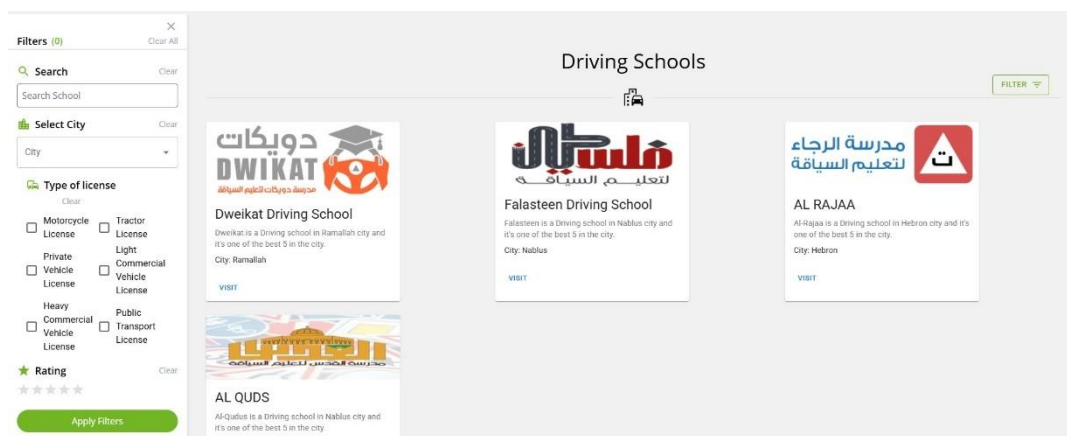 Filters (0)
Clear All
Search
Clear
Search School
Select City
Clear
City
Type of license
Clear
Motorcycle License
Tractor License
Private Vehicle License
Light Commercial Vehicle License
Heavy Commercial Vehicle License
Public Transport License
Rating
Clear
Apply Filters
Driving Schools
FILTER
دويكات
DWIKAT
مدرسة دويكات لتعليم السياقة
Dweikat Driving School
Dweikat is a Driving school in Ramallah city and
it's one of the best 5 in the city.
City: Ramallah
VISIT
فلسطين
لتعليم السياقة
Falasteen Driving School
Falasteen is a Driving school in Nablus city and
it's one of the best 5 in the city.
City: Nablus
VISIT
مدرسة الرجاء
لتعليم السياقة
ت
AL RAJAA
Al-Rajaa is a Driving school in Hebron city and it's
one of the best 5 in the city.
City: Hebron
VISIT
القدس
مدرسة القدس لتعليم السياقة
AL QUDS
Al-Qudus is a Driving school in Nablus city and
it's one of the best 5 in the city